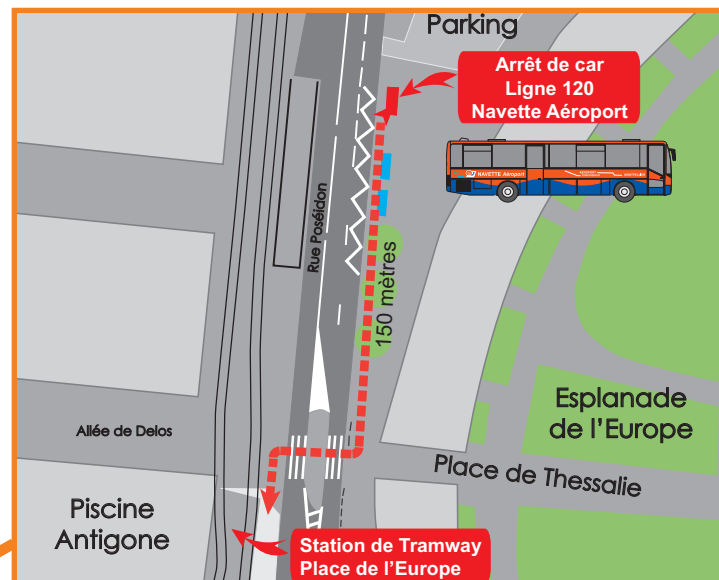 Parking
Arrêt de car
Ligne 120
Navette Aéroport
NAVETTE Aéroport
Rue Poséidon
150 mètres
Esplanade
de l'Europe
Allée de Delos
Place de Thessalie
Piscine
Antigone
Station de Tramway
Place de l'Europe